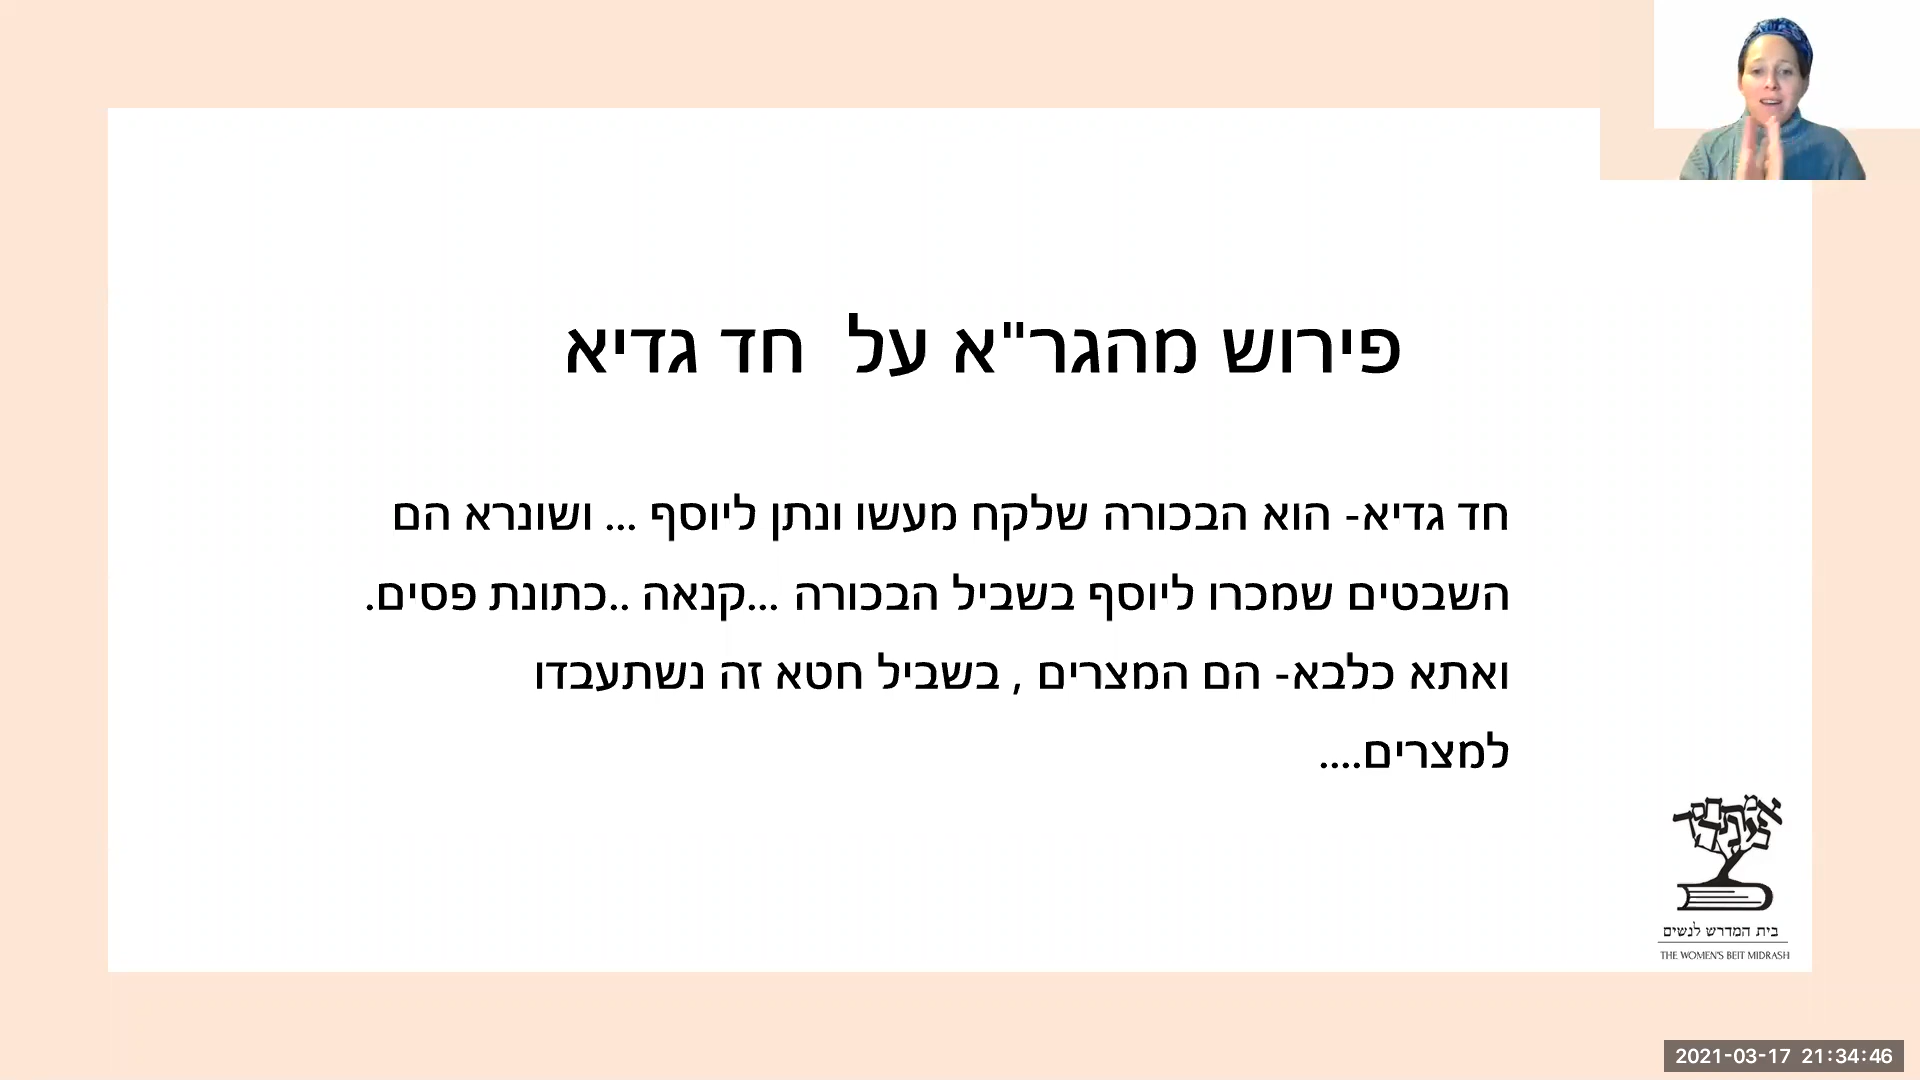 פירוש מהגר"א על  חד גדיא
חד גדיא- הוא הבכורה שלקח מעשו ונתן ליוסף ... ושונרא הם
השבטים שמכרו ליוסף בשביל הבכורה ...קנאה ..כתונת פסים.
ואתא כלבא- הם המצרים , בשביל חטא זה נשתעבדו
למצרים....
בית המדרש לנשים
THE WOMEN'S BEIT MIDRASH
2021-03-17 21:34:46